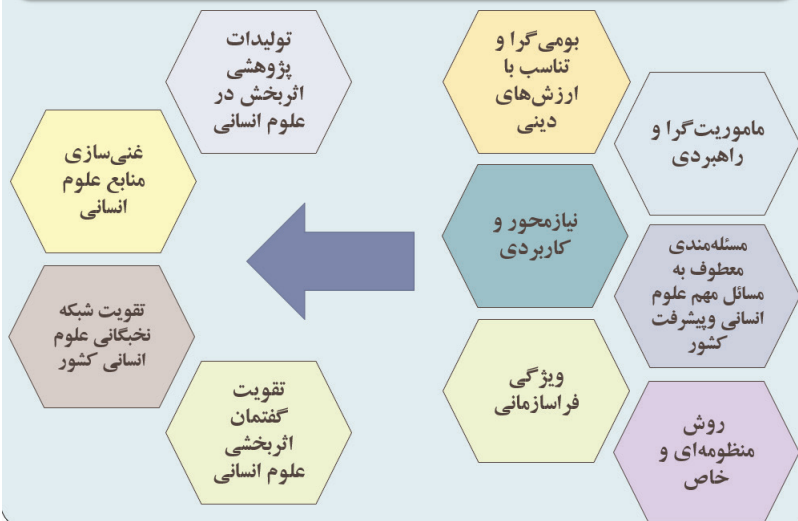 بومی‌گرا و
تناسب با
ارزش‌های
دینی
ماموریت‌گرا و
راهبردی
نیازمحور و
کاربردی
مسئله‌مندی
معطوف به
مسائل مهم علوم
انسانی وپیشرفت
کشور
ویژگی
فراسازمانی
روش
منظومه‌ای و
خاص
تولیدات
پژوهشی
اثربخش در
علوم انسانی
غنی‌سازی
منابع علوم
انسانی
تقویت شبکه
نخبگانی علوم
انسانی کشور
تقویت
گفتمان
اثربخشی
علوم انسانی